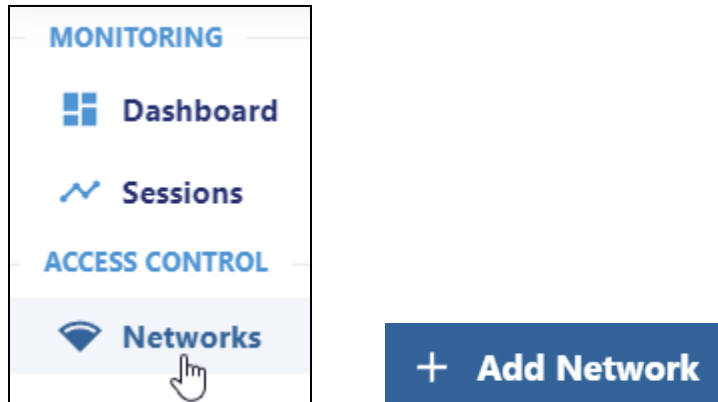 MONITORING
Dashboard
Sessions
ACCESS CONTROL
Networks
+ Add Network